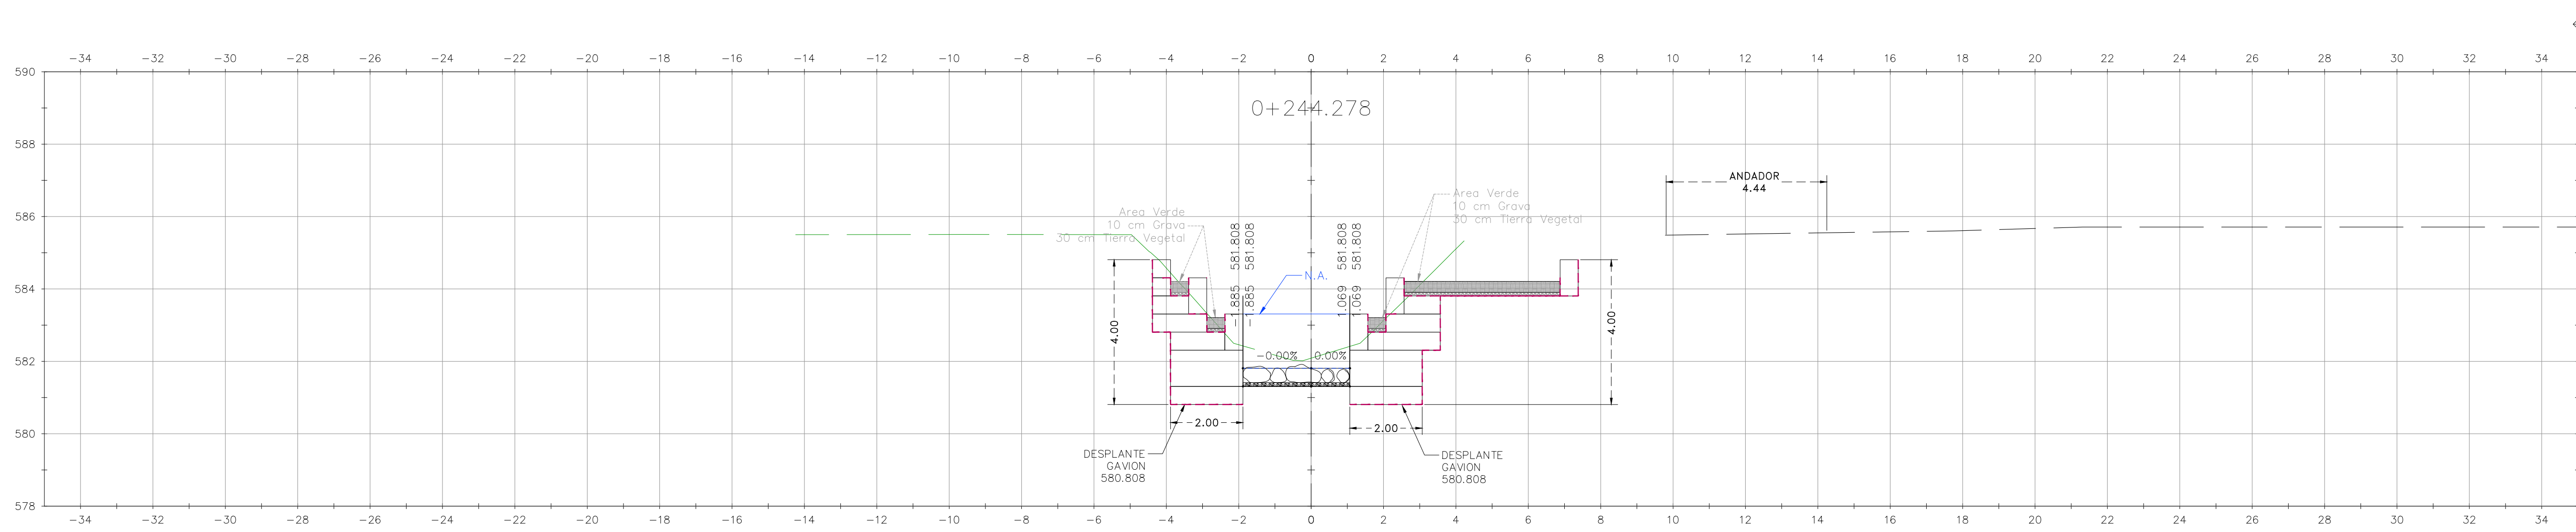 -34 -32 -30 -28 -26 -24 -22 -20 -18 -16 -14 -12 -10 -8 -6 -4 -2 0 2 4 6 8 10 12 14 16 18 20 22 24 26 28 30 32 34
590
0+244.278
588
ANDADOR
4.44
586
Area Verde
10 cm Grava
30 cm Tierra Vegetal
Area Verde
10 cm Grava
30 cm Tierra Vegetal
-1.885 581.808
-1.885 581.808
1.069 581.808
1.069 581.808
N.A.
584
4.00
4.00
582
-0.00% 0.00%
580
2.00
2.00
DESPLANTE
GAVION
580.808
DESPLANTE
GAVION
580.808
578
-34 -32 -30 -28 -26 -24 -22 -20 -18 -16 -14 -12 -10 -8 -6 -4 -2 0 2 4 6 8 10 12 14 16 18 20 22 24 26 28 30 32 34